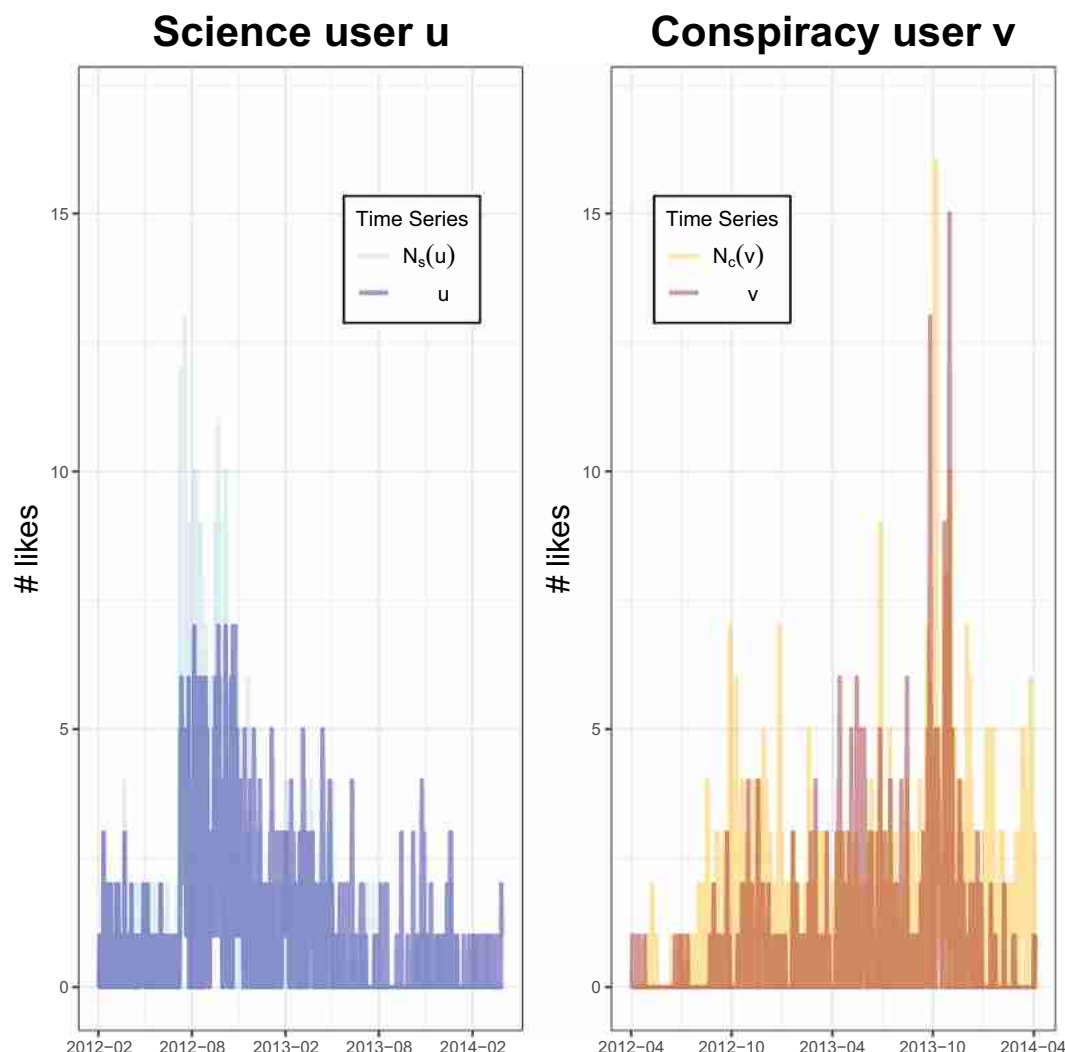 Science user u
Conspiracy user v
# likes
15
10
5
0
Time Series
Nₛ(u)
u
2012−02 2012−08 2013−02 2013−08 2014−02
# likes
15
10
5
0
Time Series
N꜀(v)
v
2012−04 2012−10 2013−04 2013−10 2014−04